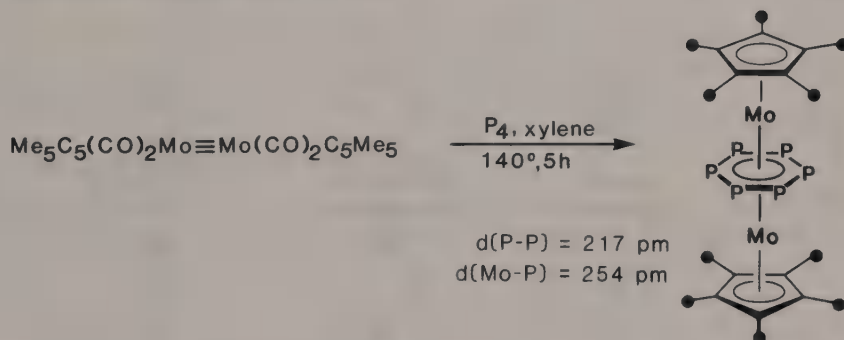 Me₅C₅(CO)₂Mo≡Mo(CO)₂C₅Me₅
P₄, xylene
140°,5h
Mo
P P P P P P
Mo
d(P-P) = 217 pm
d(Mo-P) = 254 pm